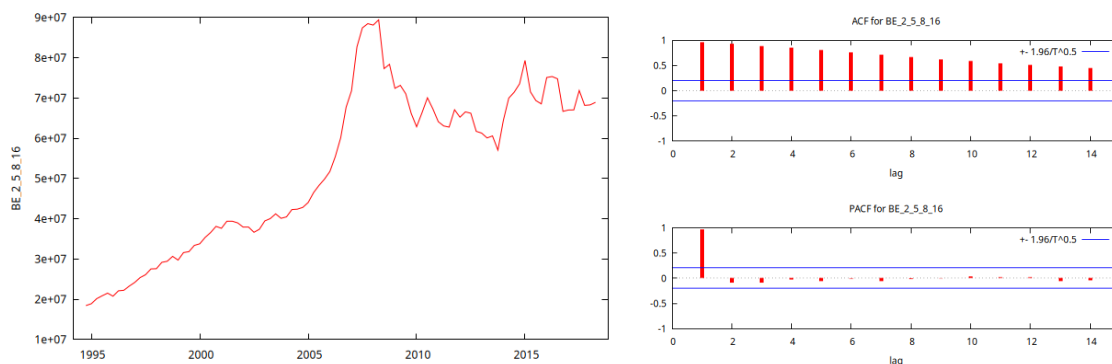 9e+07
8e+07
7e+07
6e+07
5e+07
4e+07
3e+07
2e+07
1e+07
BE_2_5_8_16
1995 2000 2005 2010 2015
ACF for BE_2_5_8_16
+- 1.96/T^0.5
1
0.5
0
-0.5
-1
0 2 4 6 8 10 12 14
lag
PACF for BE_2_5_8_16
+- 1.96/T^0.5
1
0.5
0
-0.5
-1
0 2 4 6 8 10 12 14
lag